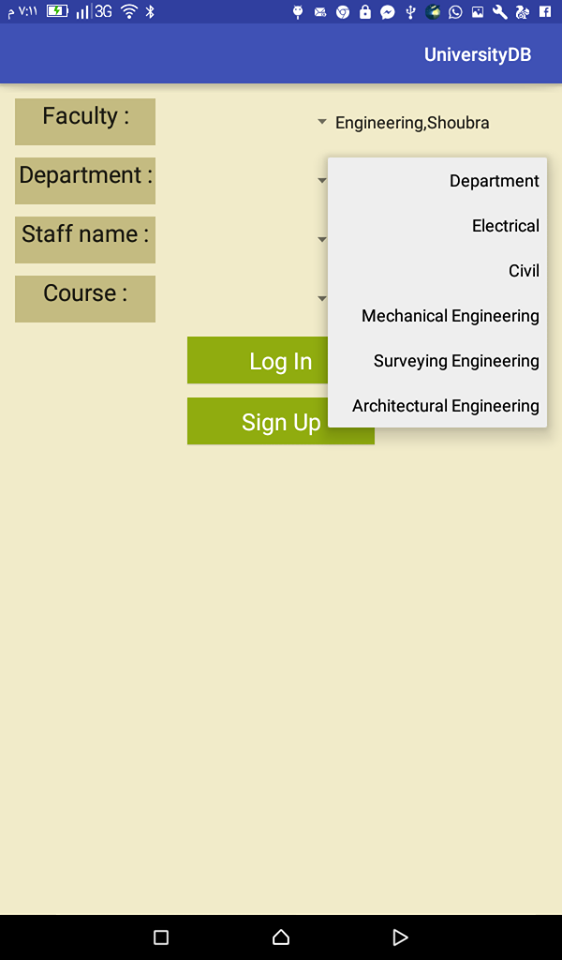 م ٧:١١ 3G
UniversityDB
Faculty :
Engineering,Shoubra
Department :
Department
Electrical
Civil
Mechanical Engineering
Surveying Engineering
Architectural Engineering
Staff name :
Course :
Log In
Sign Up